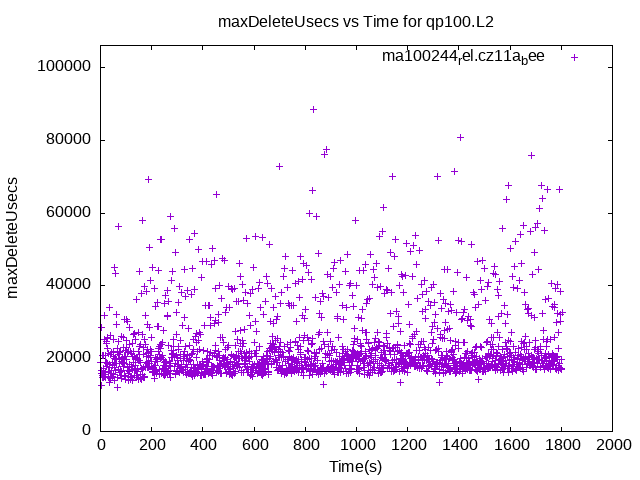 maxDeleteUsecs vs Time for qp100.L2
ma100244rel.cz11abee
100000
80000
60000
40000
20000
0
maxDeleteUsecs
0 200 400 600 800 1000 1200 1400 1600 1800 2000
Time(s)